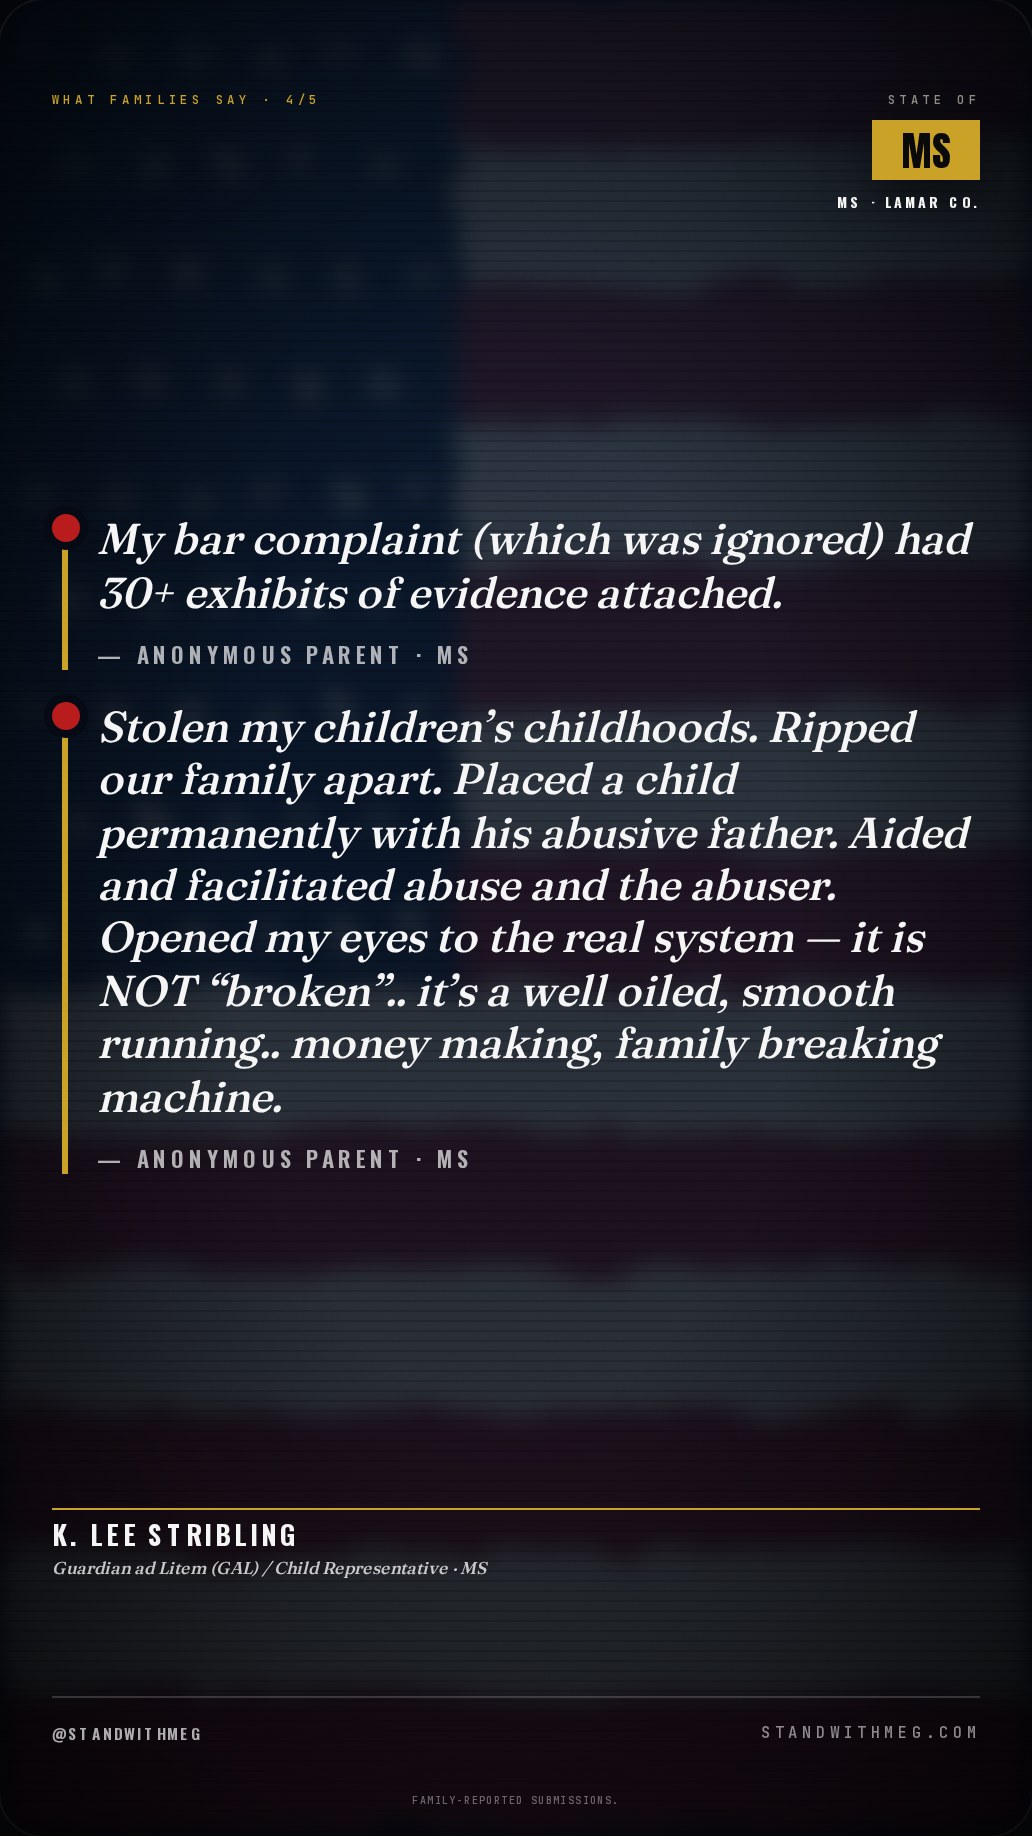 WHAT FAMILIES SAY · 4/5
STATE OF
MS
MS · LAMAR CO.
My bar complaint (which was ignored) had
30+ exhibits of evidence attached.
— ANONYMOUS PARENT · MS
Stolen my children’s childhoods. Ripped
our family apart. Placed a child
permanently with his abusive father. Aided
and facilitated abuse and the abuser.
Opened my eyes to the real system — it is
NOT “broken”.. it’s a well oiled, smooth
running.. money making, family breaking
machine.
— ANONYMOUS PARENT · MS
K. LEE STRIBLING
Guardian ad Litem (GAL) / Child Representative · MS
@STANDWITHMEG
STANDWITHMEG.COM
FAMILY-REPORTED SUBMISSIONS.